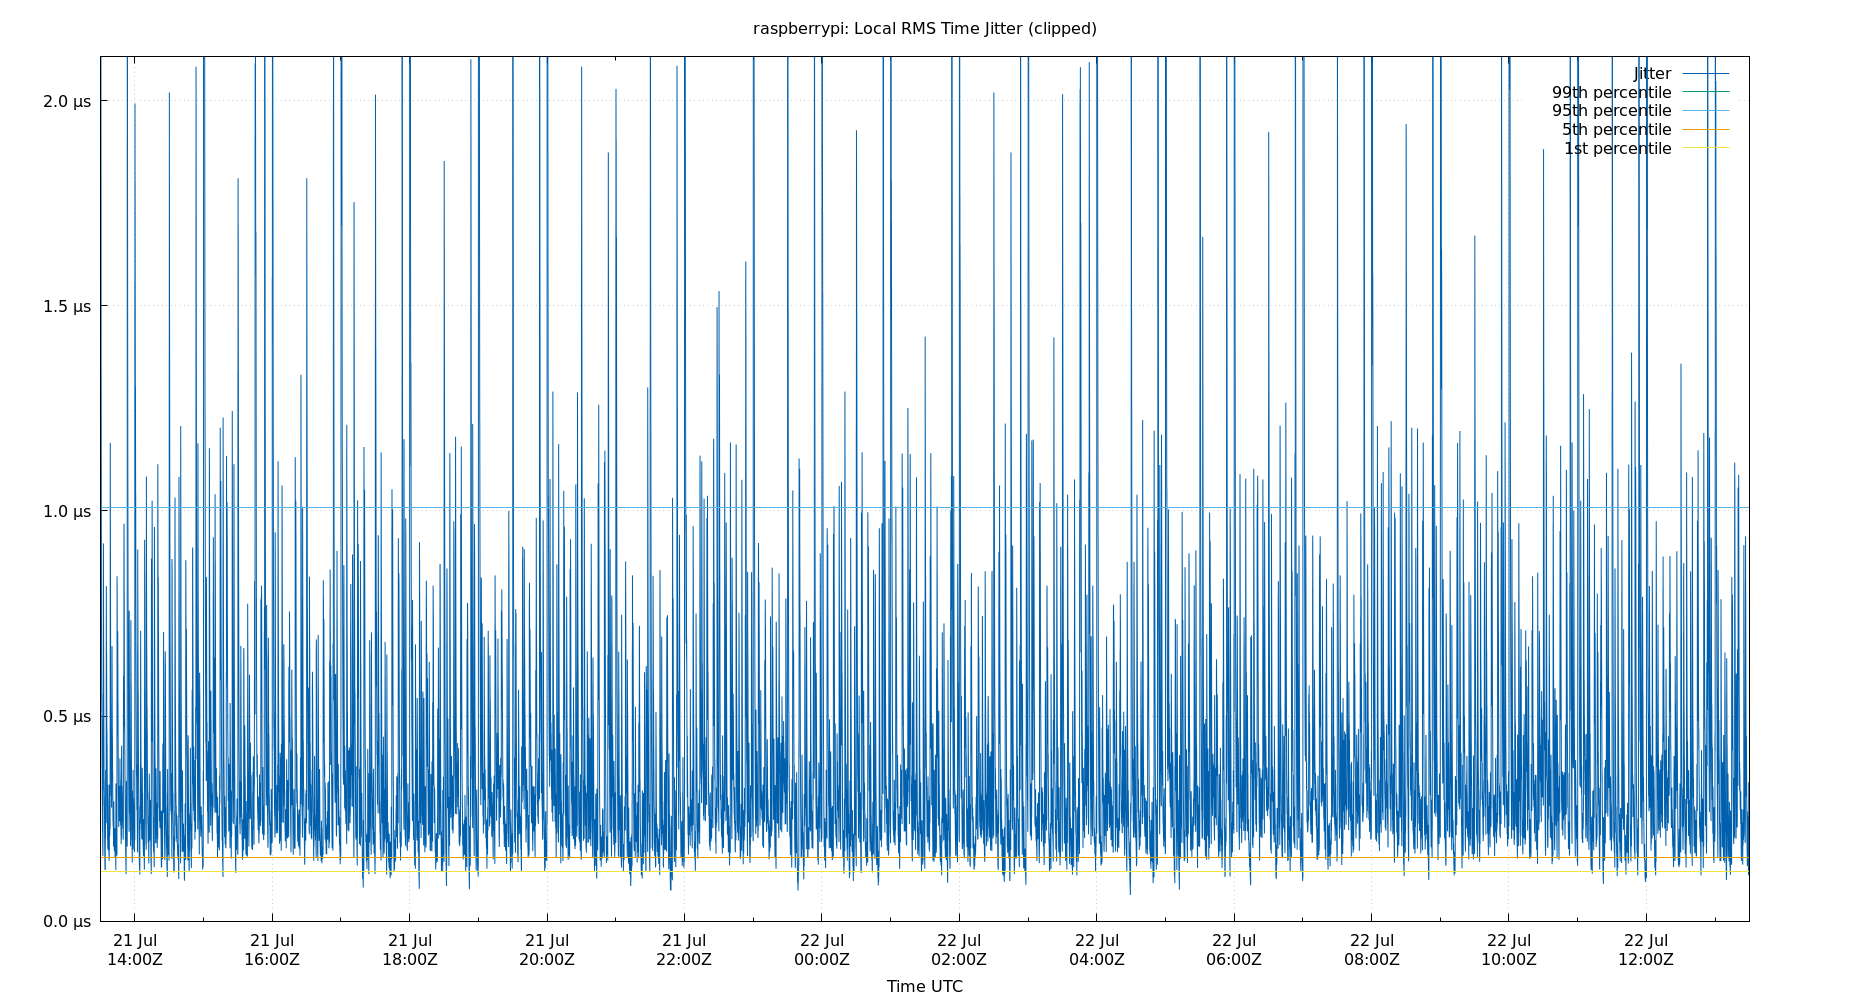 raspberrypi: Local RMS Time Jitter (clipped)
Jitter
99th percentile
95th percentile
5th percentile
1st percentile
2.0 µs
1.5 µs
1.0 µs
0.5 µs
0.0 µs
21 Jul 21 Jul 21 Jul 21 Jul 21 Jul 22 Jul 22 Jul 22 Jul 22 Jul 22 Jul 22 Jul 22 Jul
14:00Z 16:00Z 18:00Z 20:00Z 22:00Z 00:00Z 02:00Z 04:00Z 06:00Z 08:00Z 10:00Z 12:00Z
Time UTC